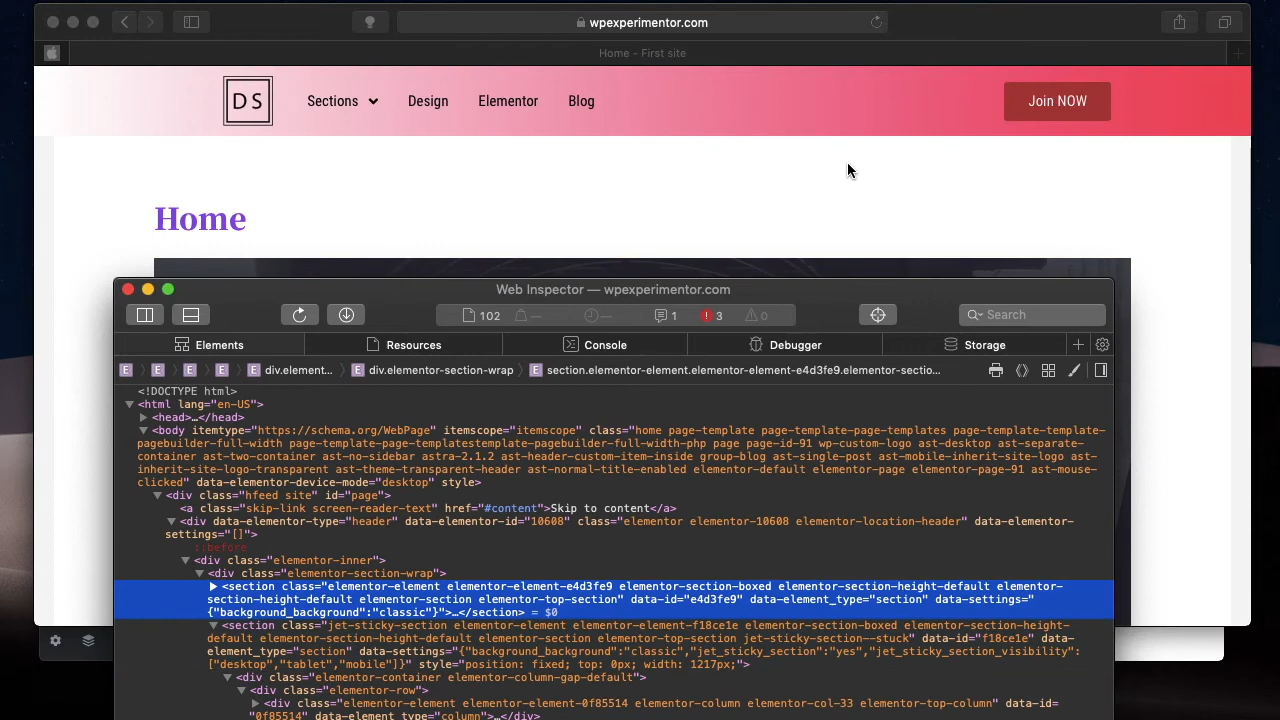 wpexperimentor.com
Home - First site
DS
Sections
Design
Elementor
Blog
Join NOW
Home
Web Inspector — wpexperimentor.com
102
—
—
1
3
0
Search
Elements
Resources
Console
Debugger
Storage
E
E
E
E
E div.element...
E div.elementor-section-wrap
E section.elementor-element.elementor-element-e4d3fe9.elementor-sectio...
<!DOCTYPE html>
<html lang="en-US">
<head>…</head>
<body itemtype="https://schema.org/WebPage" itemscope="itemscope" class="home page-template page-template-page-templates page-template-page-template-
pagebuilder-full-width page-template-page-templatestemplate-pagebuilder-full-width-php page page-id-91 wp-custom-logo ast-desktop ast-separate-
container ast-two-container ast-no-sidebar astra-2.1.2 ast-header-custom-item-inside group-blog ast-single-post ast-mobile-inherit-site-logo ast-
inherit-site-logo-transparent ast-theme-transparent-header ast-normal-title-enabled elementor-default elementor-page elementor-page-91 ast-mouse-
clicked" data-elementor-device-mode="desktop" style>
<div class="hfeed site" id="page">
<a class="skip-link screen-reader-text" href="#content">Skip to content</a>
<div data-elementor-type="header" data-elementor-id="10608" class="elementor elementor-10608 elementor-location-header" data-elementor-
settings="[]">
::before
<div class="elementor-inner">
<div class="elementor-section-wrap">
<section class="elementor-element elementor-element-e4d3fe9 elementor-section-boxed elementor-section-height-default elementor-
section-height-default elementor-section elementor-top-section" data-id="e4d3fe9" data-element_type="section" data-settings="
{"background_background":"classic"}">…</section> = $0
<section class="jet-sticky-section elementor-element elementor-element-f18ce1e elementor-section-boxed elementor-section-height-
default elementor-section-height-default elementor-section elementor-top-section jet-sticky-section--stuck" data-id="f18ce1e" data-
element_type="section" data-settings="{"background_background":"classic","jet_sticky_section":"yes","jet_sticky_section_visibility":
["desktop","tablet","mobile"]}" style="position: fixed; top: 0px; width: 1217px;">
<div class="elementor-container elementor-column-gap-default">
<div class="elementor-row">
<div class="elementor-element elementor-element-0f85514 elementor-column elementor-col-33 elementor-top-column" data-id=
"0f85514" data-element_type="column">…</div>